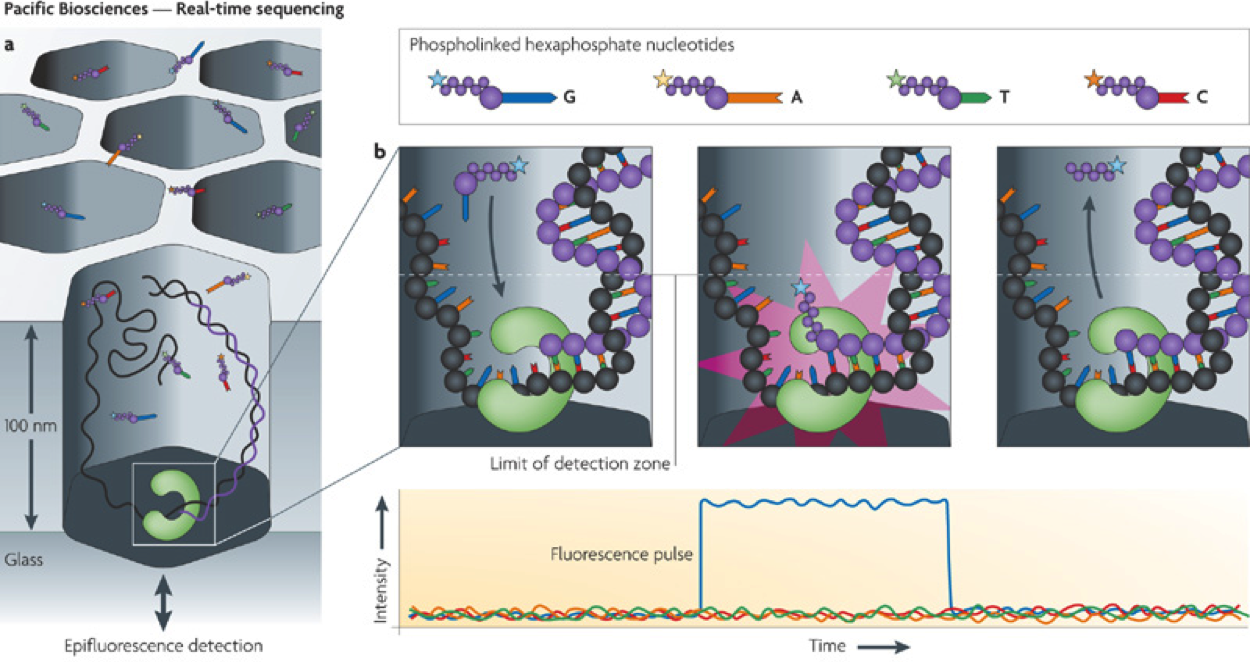 Pacific Biosciences — Real-time sequencing
a
Phospholinked hexaphosphate nucleotides
G
A
T
C
b
100 nm
Limit of detection zone
Glass
Fluorescence pulse
Intensity
Epifluorescence detection
Time